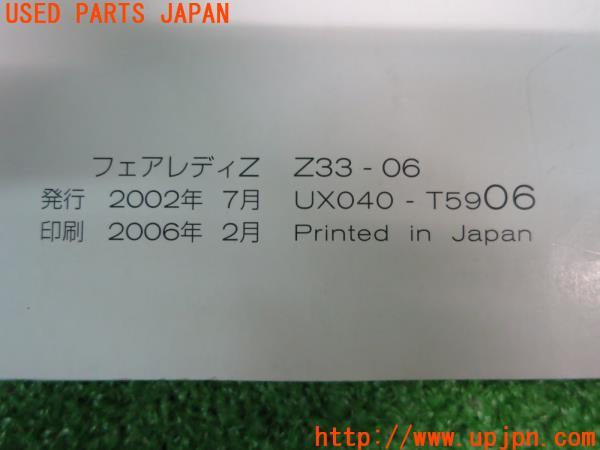 USED PARTS JAPAN
フェアレディZ Z33 - 06
発行 2002年 7月 UX040 - T5906
印刷 2006年 2月 Printed in Japan
http://www.upjpn.com